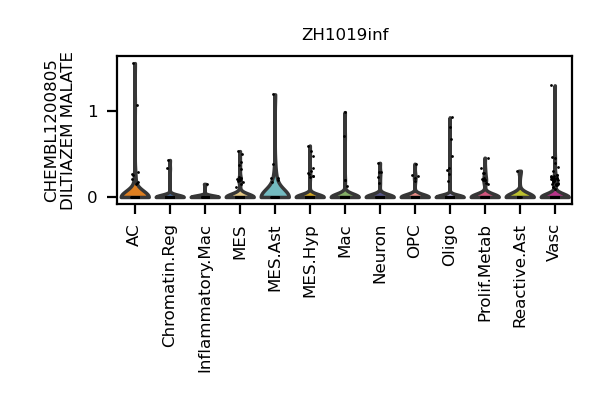 ZH1019inf
CHEMBL1200805
DILTIAZEM MALATE
1
0
AC
Chromatin.Reg
Inflammatory.Mac
MES
MES.Ast
MES.Hyp
Mac
Neuron
OPC
Oligo
Prolif.Metab
Reactive.Ast
Vasc